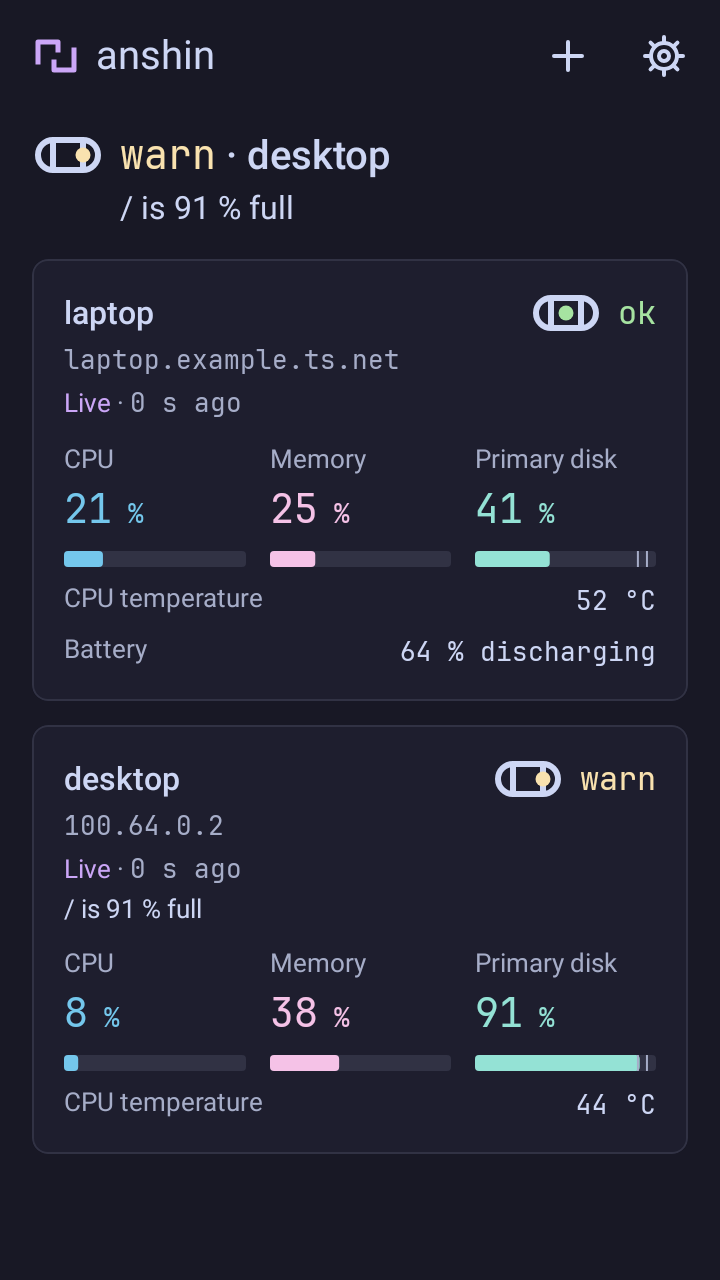 anshin
warn · desktop
/ is 91 % full
laptop
ok
laptop.example.ts.net
Live · 0 s ago
CPU Memory Primary disk
21 % 25 % 41 %
CPU temperature 52 °C
Battery 64 % discharging
desktop
warn
100.64.0.2
Live · 0 s ago
/ is 91 % full
CPU Memory Primary disk
8 % 38 % 91 %
CPU temperature 44 °C